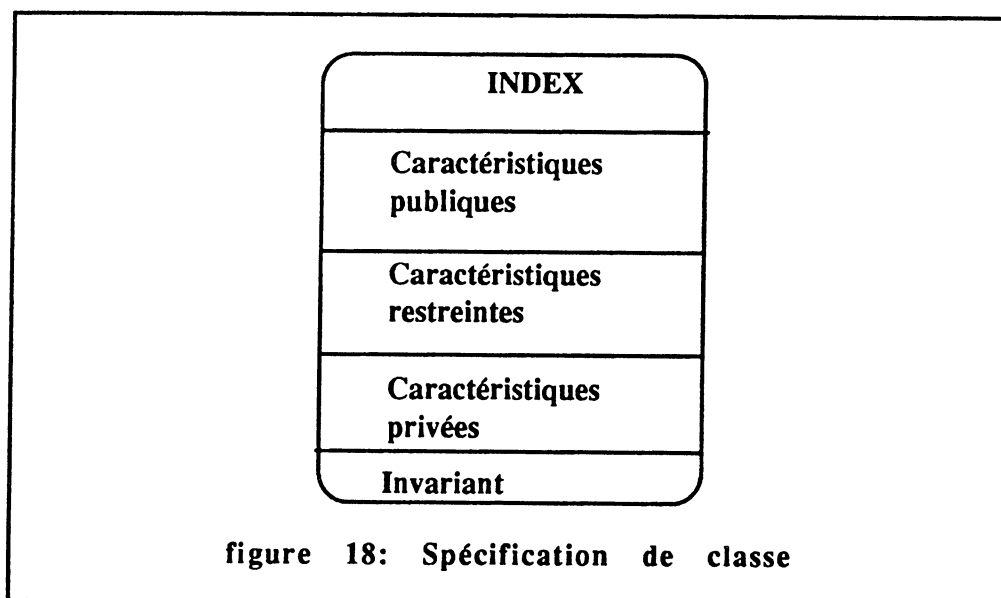 INDEX
Caractéristiques
publiques
Caractéristiques
restreintes
Caractéristiques
privées
Invariant
figure 18: Spécification de classe